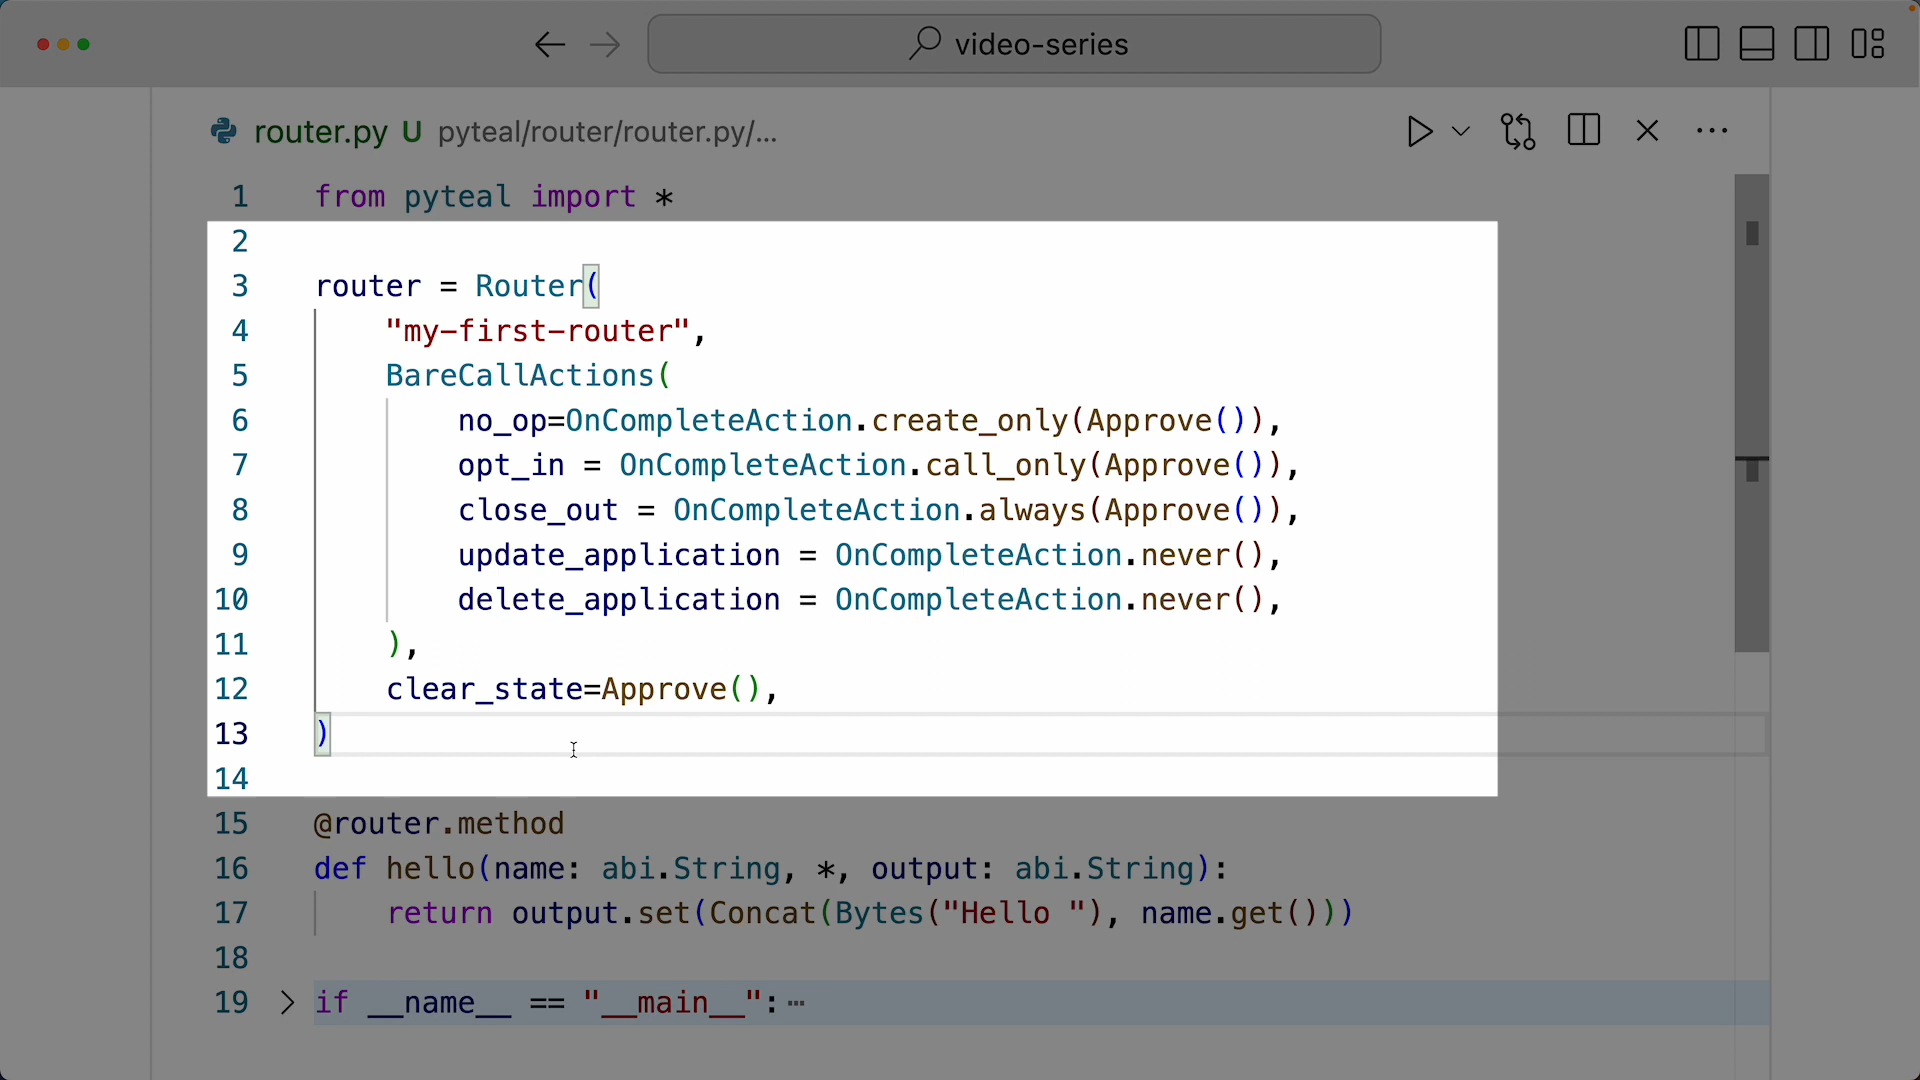 video-series
router.py U pyteal/router/router.py/...
1 from pyteal import *
2
3 router = Router(
4 "my-first-router",
5 BareCallActions(
6 no_op=OnCompleteAction.create_only(Approve()),
7 opt_in = OnCompleteAction.call_only(Approve()),
8 close_out = OnCompleteAction.always(Approve()),
9 update_application = OnCompleteAction.never(),
10 delete_application = OnCompleteAction.never(),
11 ),
12 clear_state=Approve(),
13 )
14
15 @router.method
16 def hello(name: abi.String, *, output: abi.String):
17 return output.set(Concat(Bytes("Hello "), name.get()))
18
19 if __name__ == "__main__":